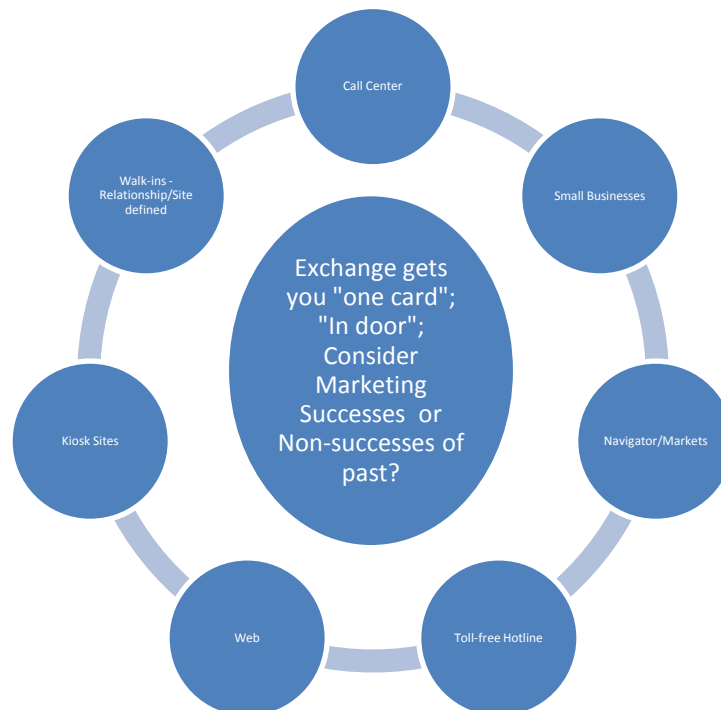 Call Center
Walk-ins -
Relationship/Site
defined
Small Businesses
Exchange gets
you "one card";
"In door";
Consider
Marketing
Successes  or
Non-successes of
past?
Kiosk Sites
Navigator/Markets
Web
Toll-free Hotline